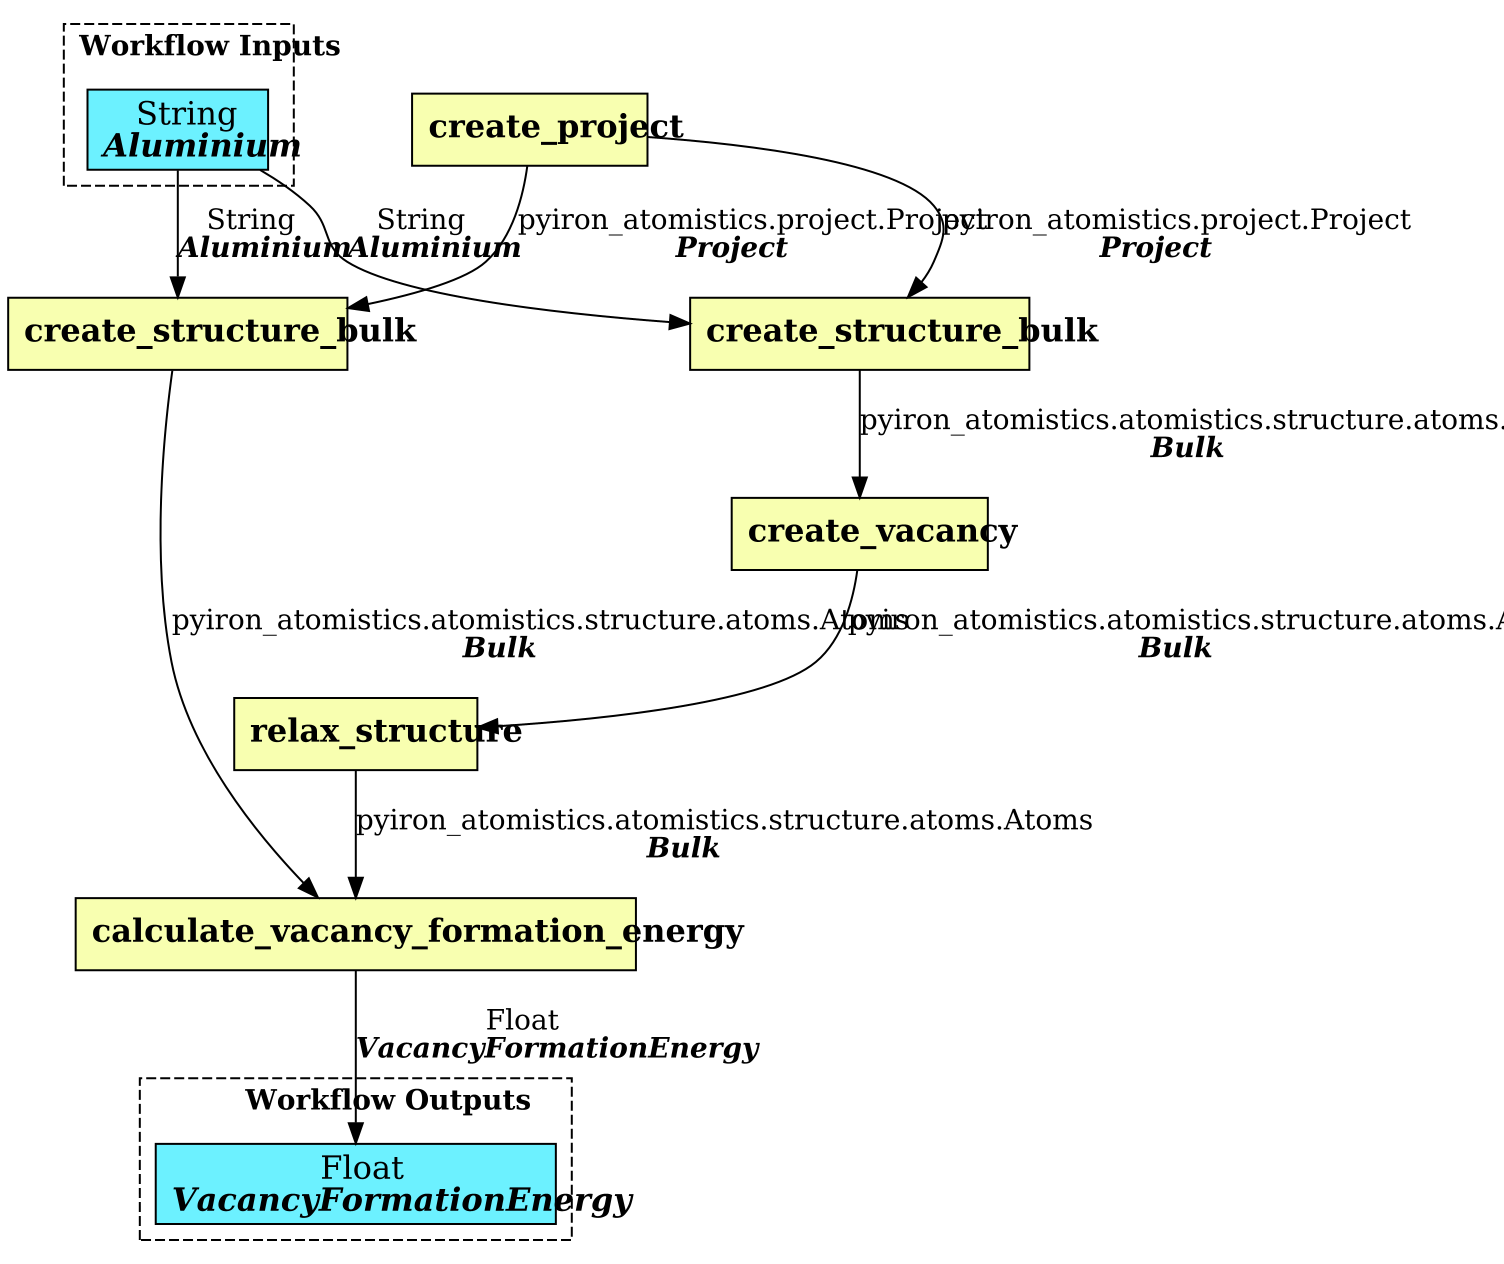 Workflow Inputs
String
Aluminium
create_project
String
Aluminium
String
Aluminium
pyiron_atomistics.project.Project
Project
pyiron_atomistics.project.Project
Project
create_structure_bulk
create_structure_bulk
pyiron_atomistics.atomistics.structure.atoms.
Bulk
create_vacancy
pyiron_atomistics.atomistics.structure.atoms.Atoms
Bulk
pyiron_atomistics.atomistics.structure.atoms.A
Bulk
relax_structure
pyiron_atomistics.atomistics.structure.atoms.Atoms
Bulk
calculate_vacancy_formation_energy
Float
VacancyFormationEnergy
Workflow Outputs
Float
VacancyFormationEnergy